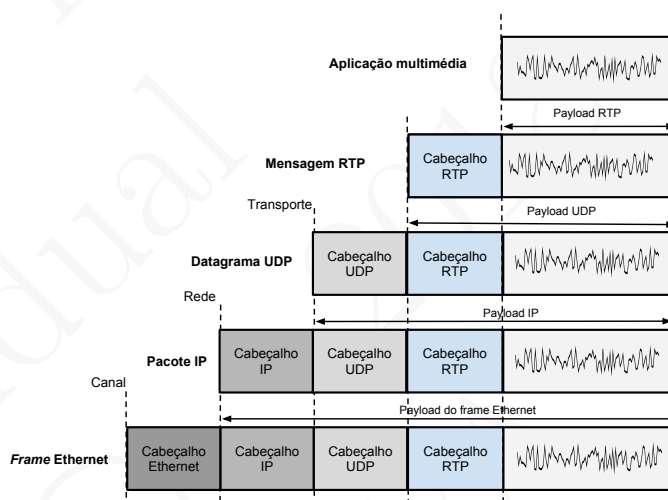 Aplicação multimédia
Payload RTP
Mensagem RTP
Cabeçalho
RTP
Transporte
Payload UDP
Datagrama UDP
Cabeçalho
UDP
Cabeçalho
RTP
Rede
Payload IP
Pacote IP
Cabeçalho
IP
Cabeçalho
UDP
Cabeçalho
RTP
Canal
Payload do frame Ethernet
Frame Ethernet
Cabeçalho
Ethernet
Cabeçalho
IP
Cabeçalho
UDP
Cabeçalho
RTP